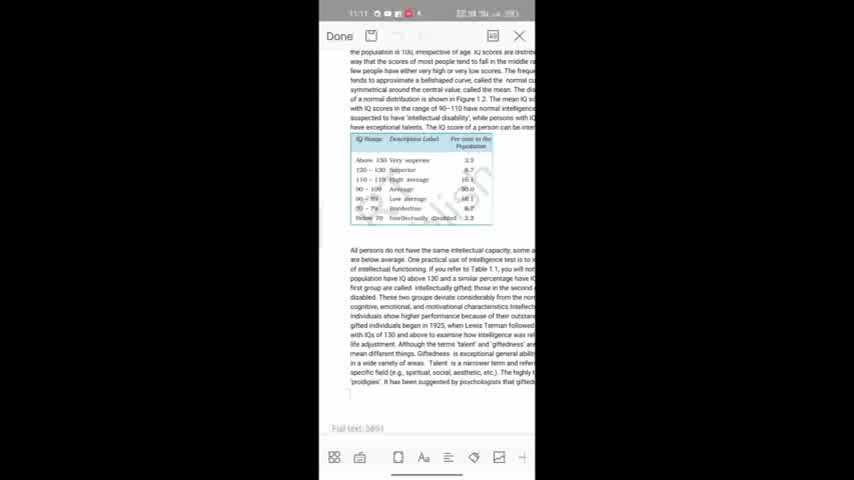 11:11
Done
the population is 100, irrespective of age. IQ scores are distribu
way that the scores of most people tend to fall in the middle ra
few people have either very high or very low scores. The freque
tends to approximate a bellshaped curve, called the normal cu
symmetrical around the central value, called the mean. The dis
of a normal distribution is shown in Figure 1.2. The mean IQ sc
with IQ scores in the range of 90–110 have normal intelligence
suspected to have 'intellectual disability', while persons with IQ
have exceptional talents. The IQ score of a person can be inter
IQ Range Descriptive Label Per cent in the
Population
Above 130 Very superior 2.2
120 – 130 Superior 6.7
110 – 119 High average 16.1
90 – 109 Average 50.0
80 – 89 Low average 16.1
70 – 79 Borderline 6.7
Below 70 Intellectually disabled 2.2
All persons do not have the same intellectual capacity, some a
are below average. One practical use of intelligence test is to i
of intellectual functioning. If you refer to Table 1.1, you will not
population have IQ above 130 and a similar percentage have IQ
first group are called intellectually gifted; those in the second g
disabled. These two groups deviate considerably from the nor
cognitive, emotional, and motivational characteristics.Intellect
individuals show higher performance because of their outstan
gifted individuals began in 1925, when Lewis Terman followed
with IQs of 130 and above to examine how intelligence was rel
life adjustment. Although the terms 'talent' and 'giftedness' are
mean different things. Giftedness is exceptional general ability
in a wide variety of areas. Talent is a narrower term and refers
specific field (e.g., spiritual, social, aesthetic, etc.). The highly t
'prodigies'. It has been suggested by psychologists that gifted
Full text: 3891
Aa